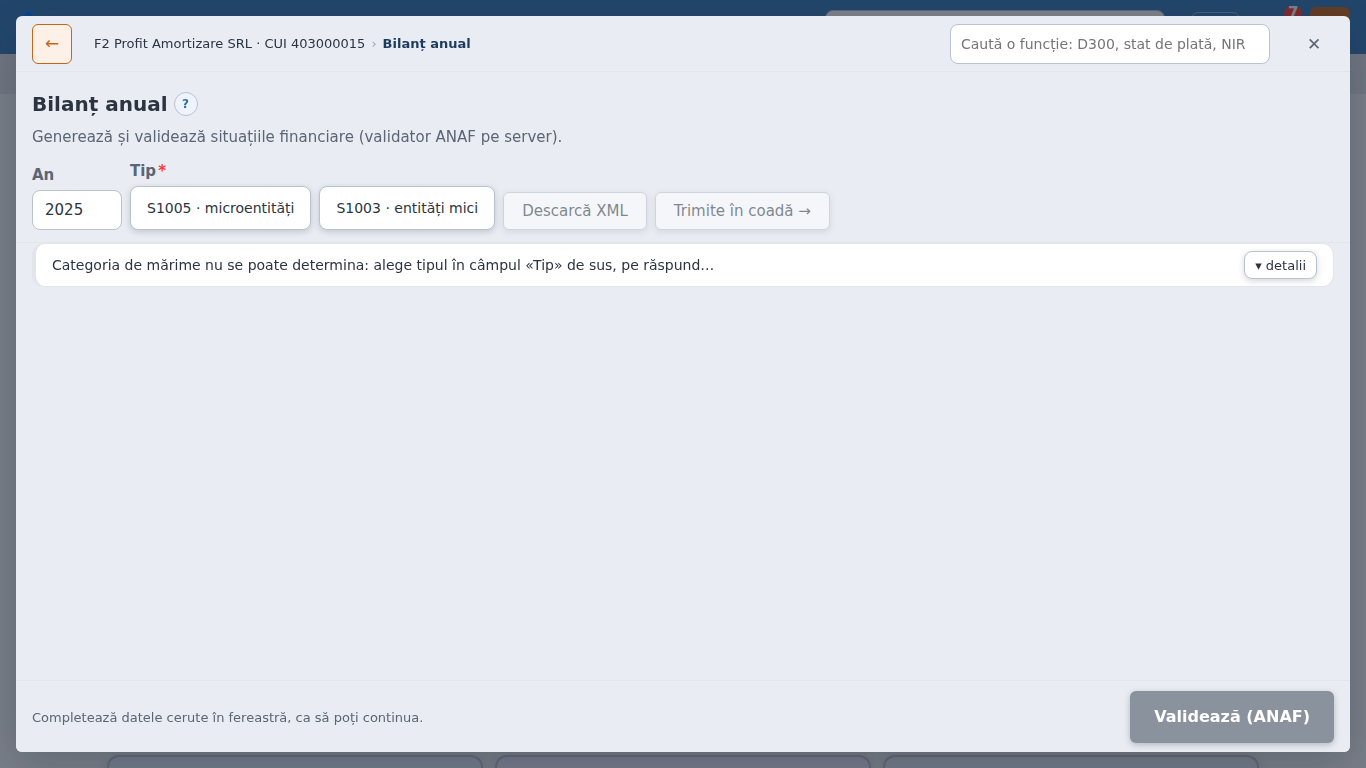 7
← F2 Profit Amortizare SRL · CUI 403000015 › Bilanț anual Caută o funcție: D300, stat de plată, NIR ✕
Bilanț anual ?
Generează și validează situațiile financiare (validator ANAF pe server).
An Tip*
2025 S1005 · microentități S1003 · entități mici Descarcă XML Trimite în coadă →
Categoria de mărime nu se poate determina: alege tipul în câmpul «Tip» de sus, pe răspund… ▾ detalii
Completează datele cerute în fereastră, ca să poți continua. Validează (ANAF)